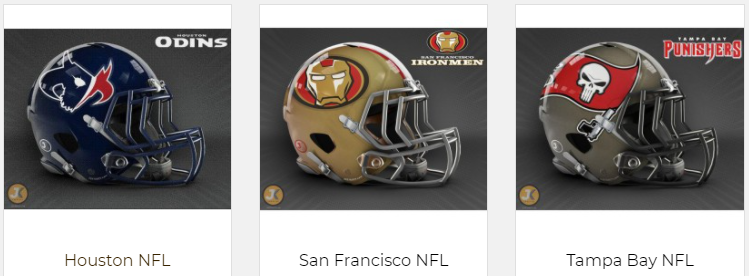 HOUSTON
ODINS
SAN FRANCISCO
IRONMEN
TAMPA BAY
PUNISHERS
Houston NFL
San Francisco NFL
Tampa Bay NFL